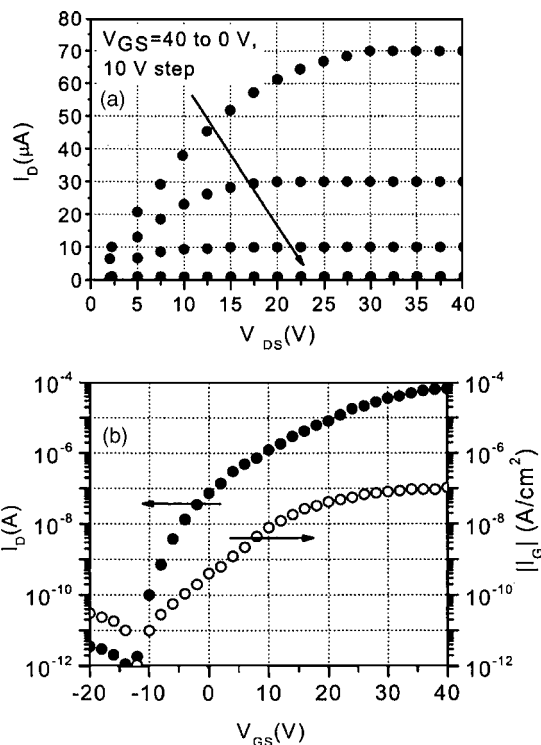 V_GS=40 to 0 V,
10 V step
(a)
I_D(μA)
80
70
60
50
40
30
20
10
0
0 5 10 15 20 25 30 35 40
V_DS(V)
(b)
I_D(A)
10^-4
10^-6
10^-8
10^-10
10^-12
|I_G| (A/cm^2)
10^-4
10^-6
10^-8
10^-10
10^-12
-20 -10 0 10 20 30 40
V_GS(V)